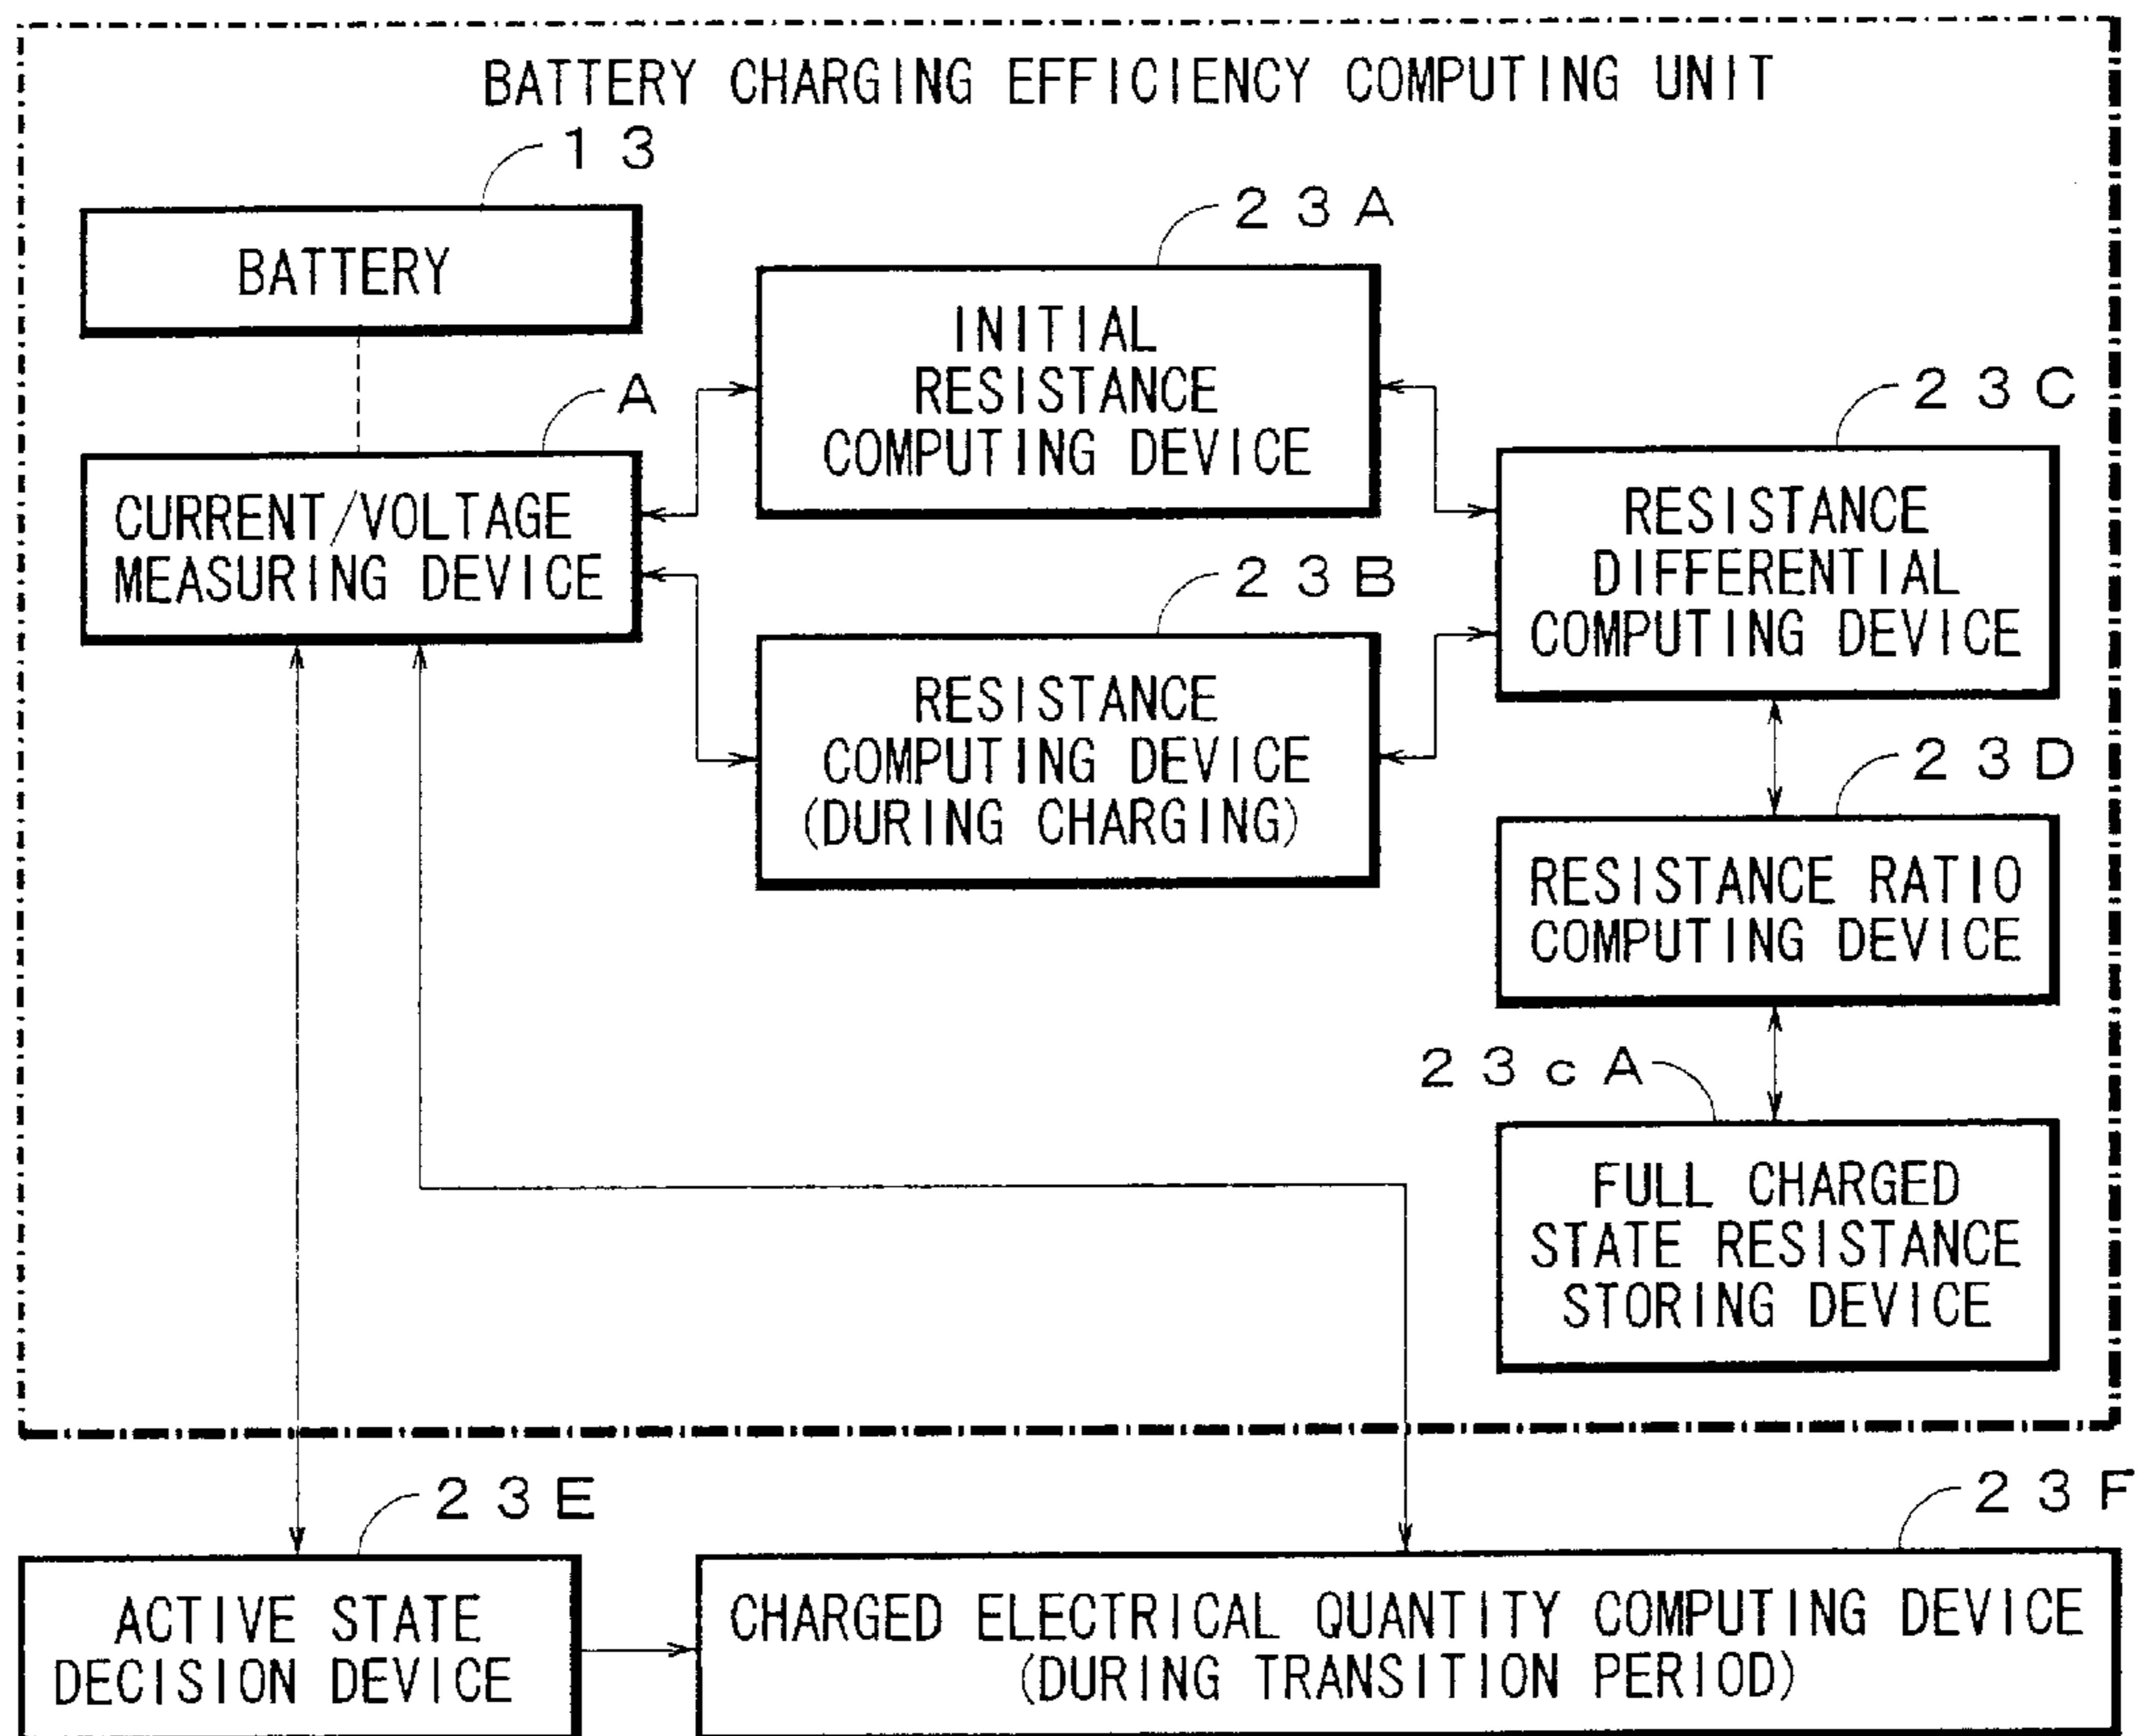 BATTERY CHARGING EFFICIENCY COMPUTING UNIT
13
BATTERY
A
CURRENT/VOLTAGE
MEASURING DEVICE
23A
INITIAL
RESISTANCE
COMPUTING DEVICE
23B
RESISTANCE
COMPUTING DEVICE
(DURING CHARGING)
23C
RESISTANCE
DIFFERENTIAL
COMPUTING DEVICE
23D
RESISTANCE RATIO
COMPUTING DEVICE
23cA
FULL CHARGED
STATE RESISTANCE
STORING DEVICE
23E
ACTIVE STATE
DECISION DEVICE
23F
CHARGED ELECTRICAL QUANTITY COMPUTING DEVICE
(DURING TRANSITION PERIOD)